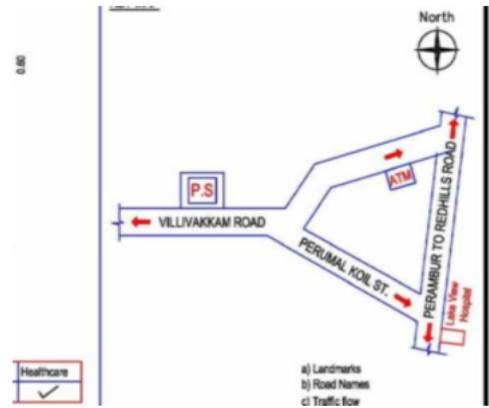 North
0.60
P.S
ATM
VILLIVAKKAM ROAD
PERUMAL KOIL ST.
PERAMBUR TO REDHILLS ROAD
Lake View
Hospital
Healthcare
a) Landmarks
b) Road Names
c) Traffic flow